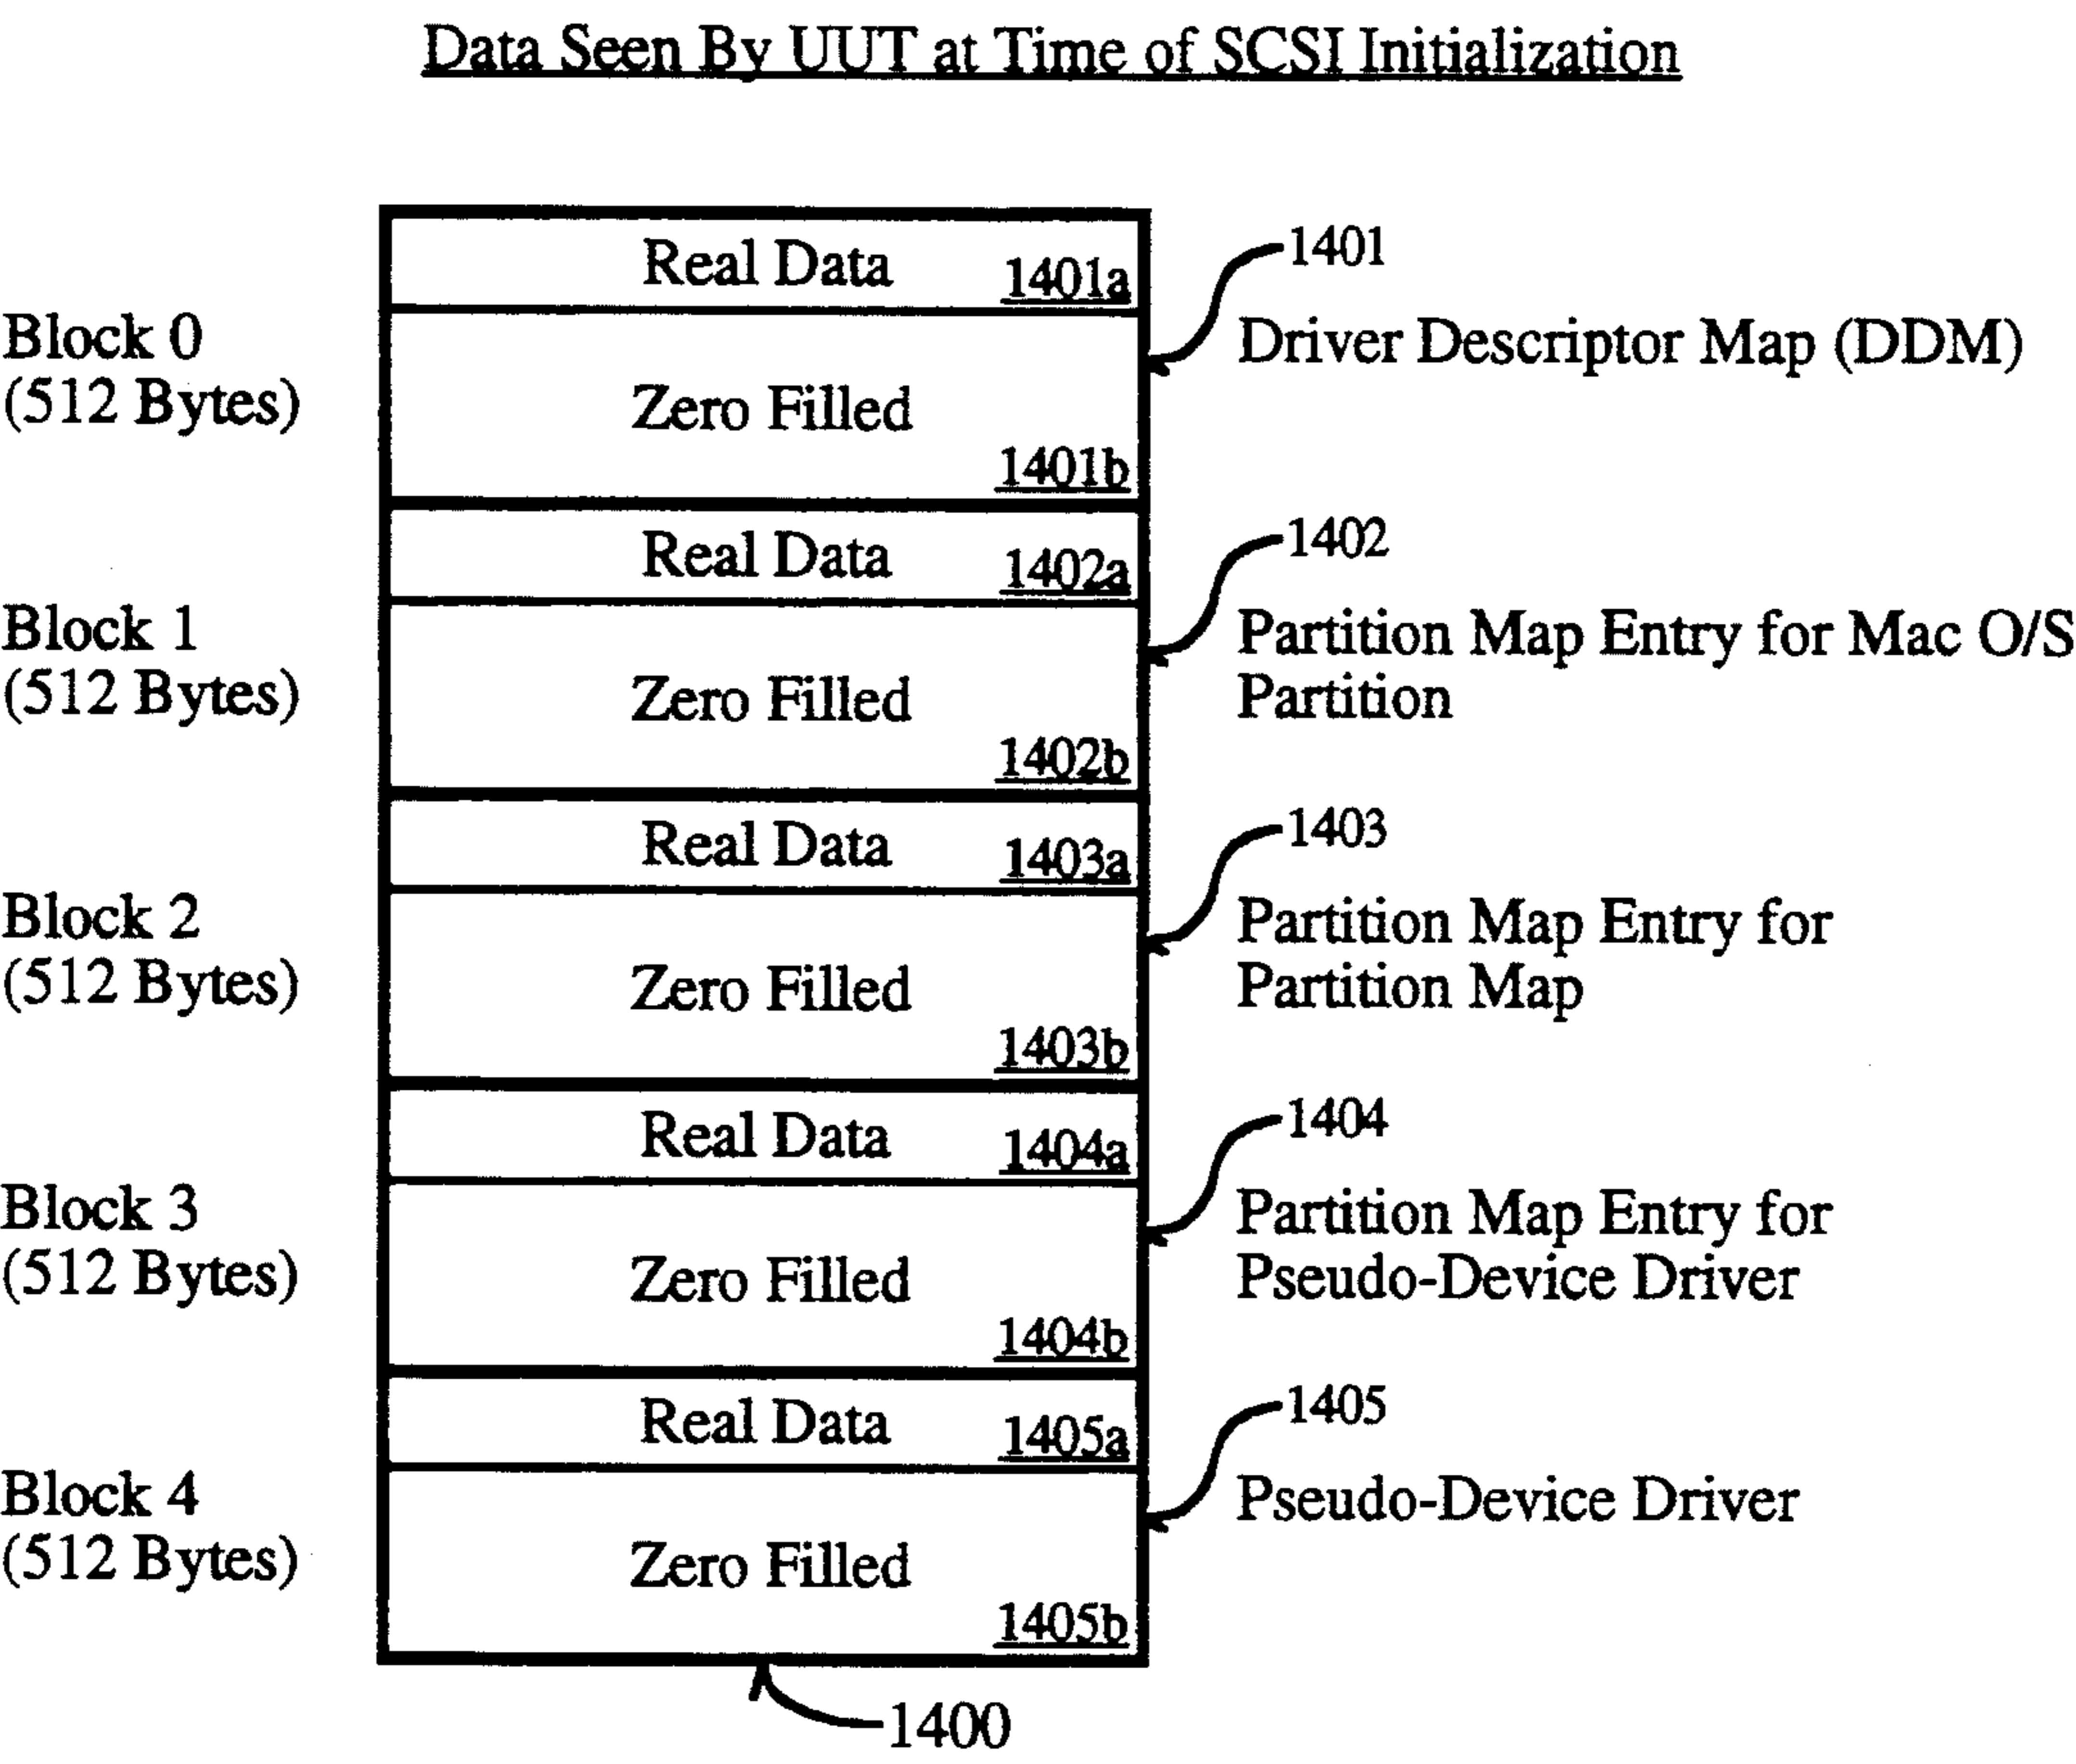 Data Seen By UUT at Time of SCSI Initialization
Real Data
1401a
1401
Block 0
(512 Bytes)
Zero Filled
1401b
Driver Descriptor Map (DDM)
Real Data
1402a
1402
Block 1
(512 Bytes)
Zero Filled
1402b
Partition Map Entry for Mac O/S
Partition
Real Data
1403a
1403
Block 2
(512 Bytes)
Zero Filled
1403b
Partition Map Entry for
Partition Map
Real Data
1404a
1404
Block 3
(512 Bytes)
Zero Filled
1404b
Partition Map Entry for
Pseudo-Device Driver
Real Data
1405a
1405
Block 4
(512 Bytes)
Zero Filled
1405b
Pseudo-Device Driver
1400